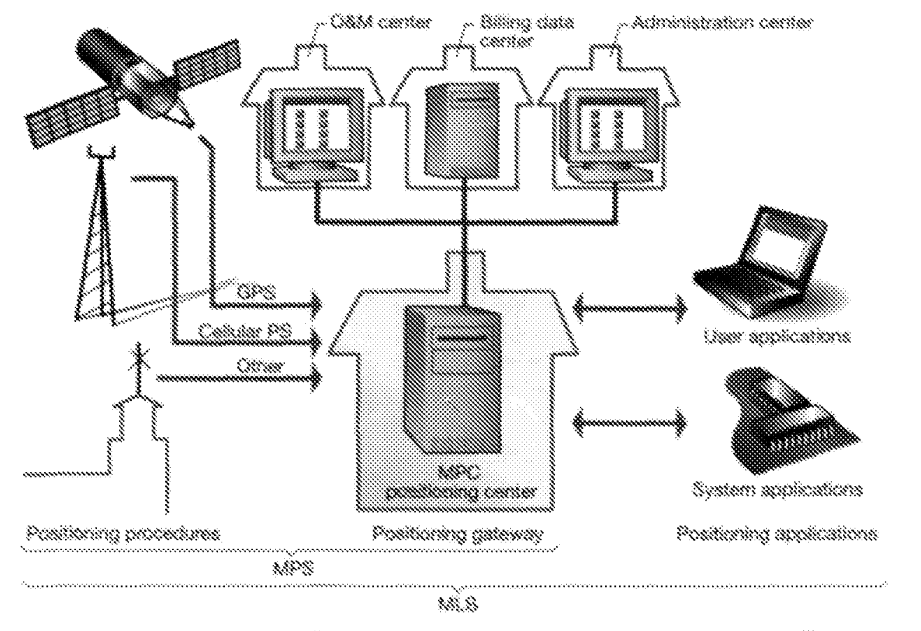 O&M center
Billing data
center
Administration center
GPS
Cellular PS
Other
MPC
positioning center
User applications
System applications
Positioning procedures
Positioning gateway
Positioning applications
MPS
MLS